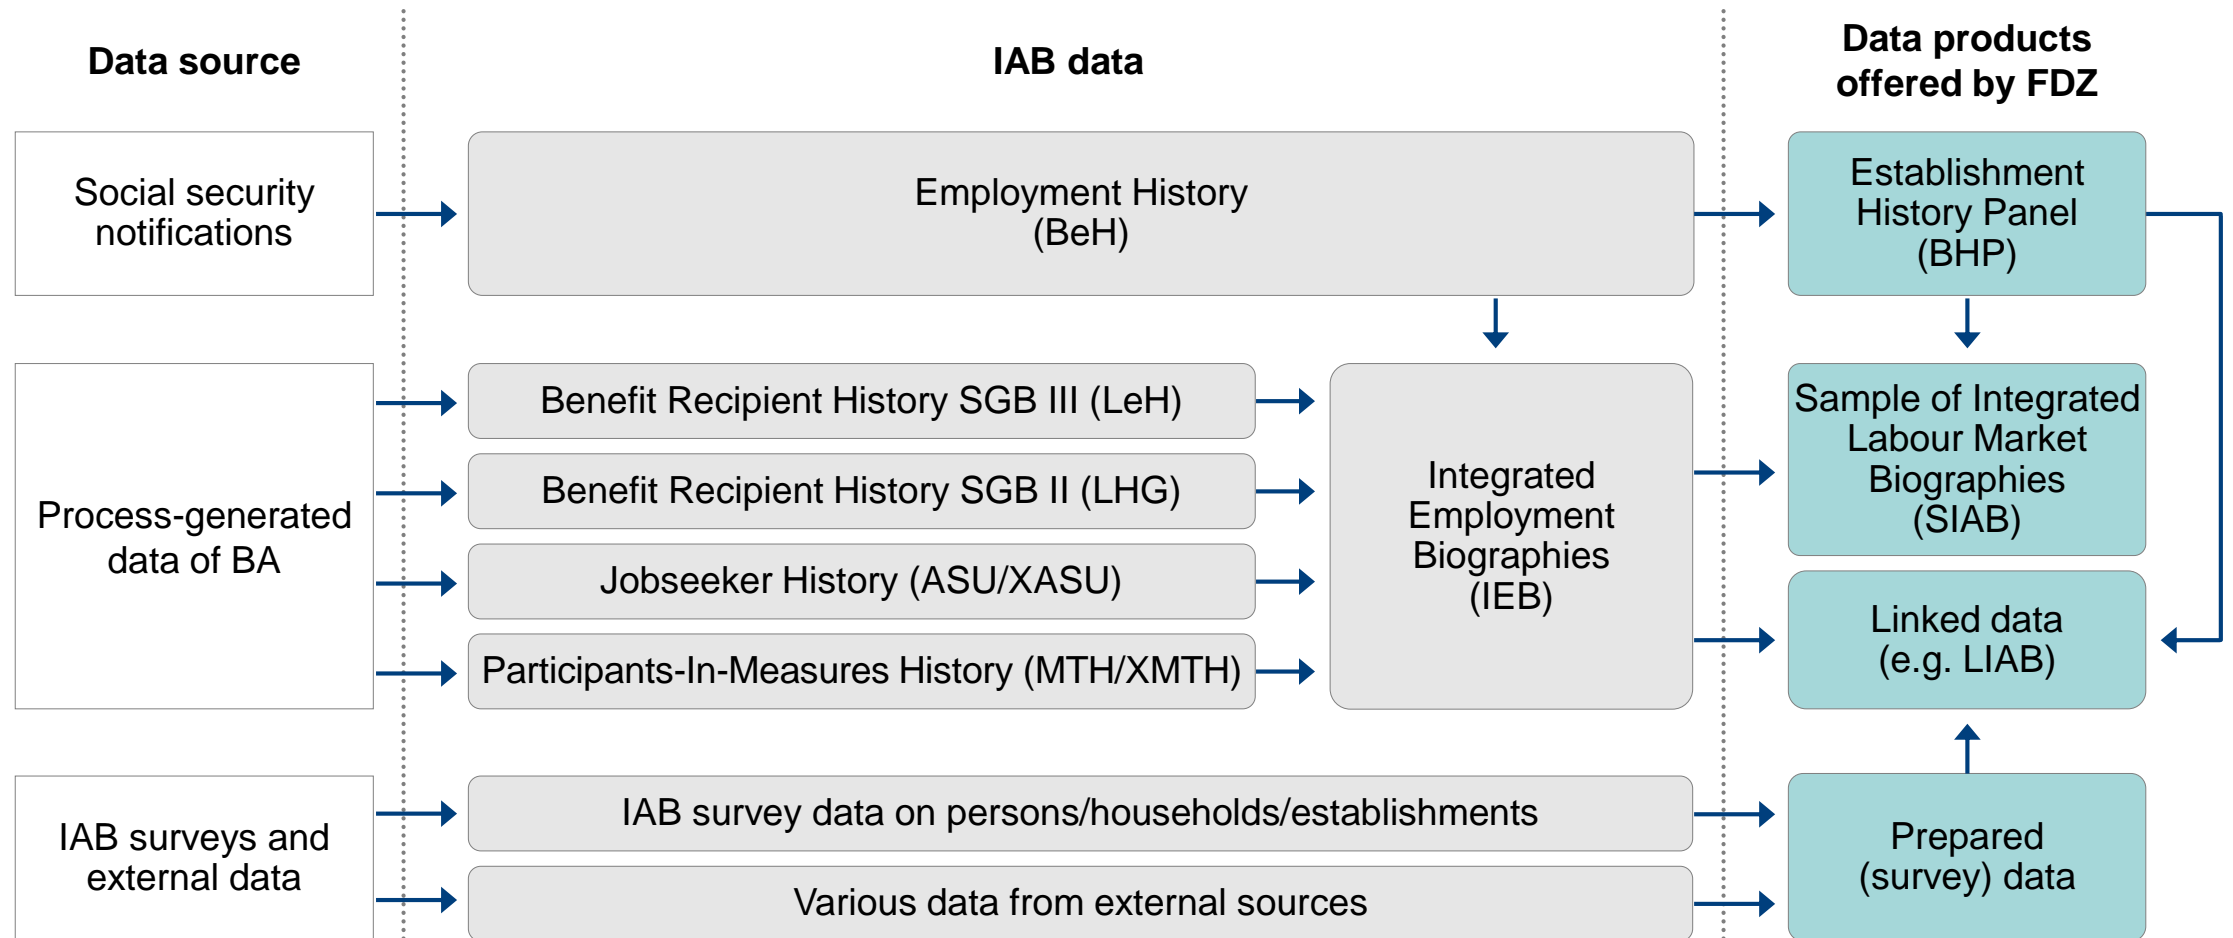 Data source
IAB data
Data products
offered by FDZ
Social security
notifications
Employment History
(BeH)
Establishment
History Panel
(BHP)
Process-generated
data of BA
Benefit Recipient History SGB III (LeH)
Benefit Recipient History SGB II (LHG)
Jobseeker History (ASU/XASU)
Participants-In-Measures History (MTH/XMTH)
Integrated
Employment
Biographies
(IEB)
Sample of Integrated
Labour Market
Biographies
(SIAB)
Linked data
(e.g. LIAB)
IAB surveys and
external data
IAB survey data on persons/households/establishments
Various data from external sources
Prepared
(survey) data